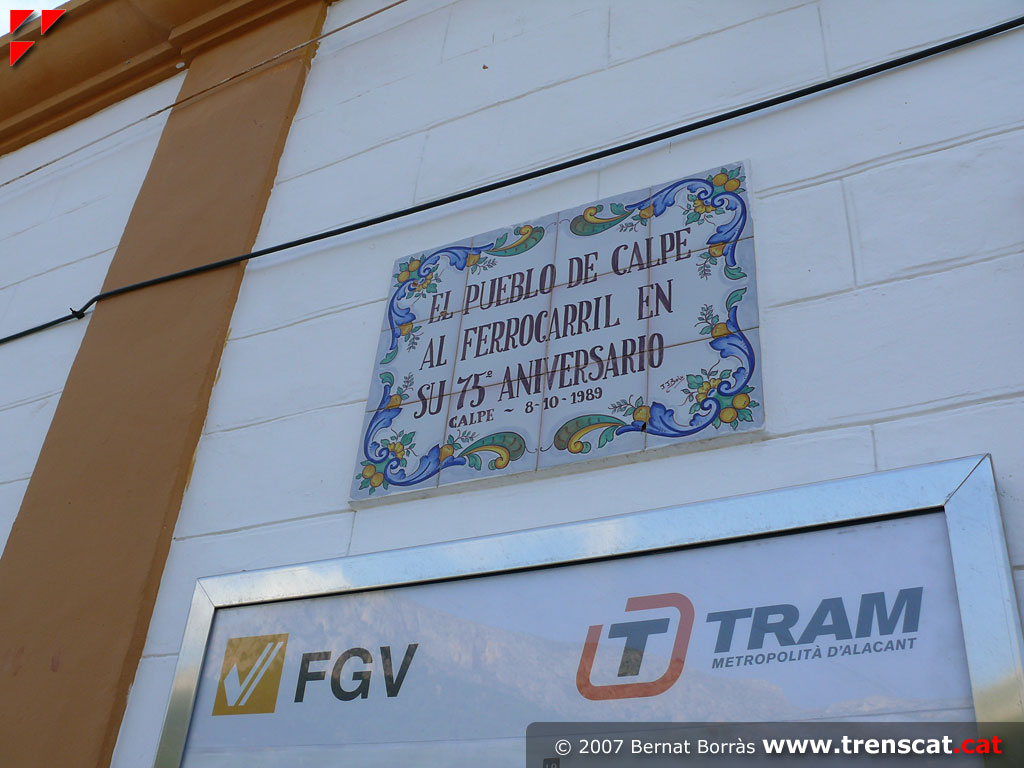 EL PUEBLO DE CALPE
AL FERROCARRIL EN
SU 75º ANIVERSARIO
CALPE ~ 8-10-1989
FGV
T TRAM
METROPOLITÀ D'ALACANT
© 2007 Bernat Borràs www.trenscat.cat